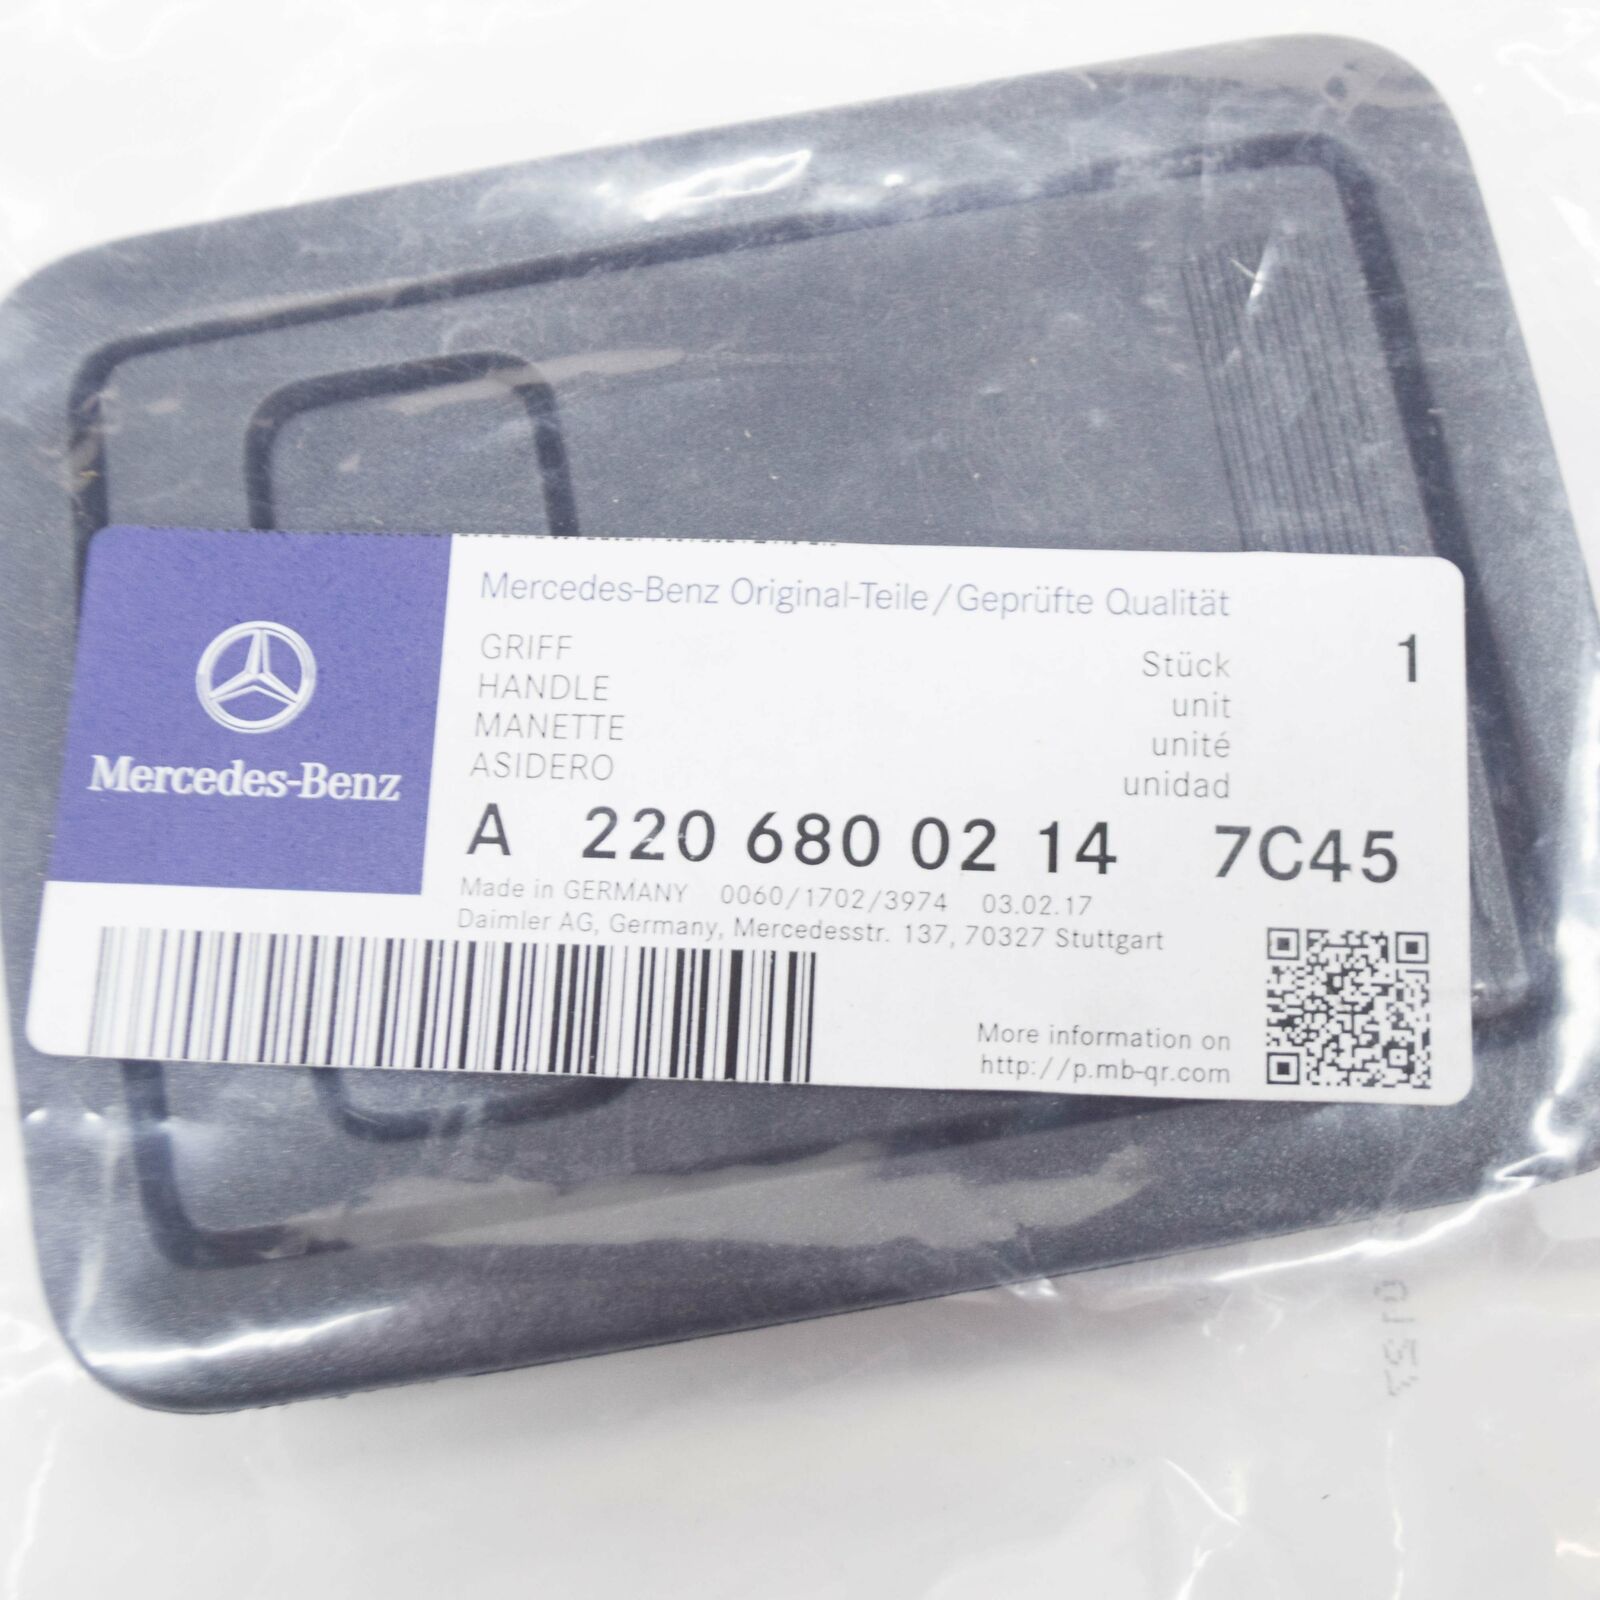 Mercedes-Benz Original-Teile/Geprüfte Qualität
GRIFF
HANDLE
MANETTE
ASIDERO
Stück 1
unit
unité
unidad
Mercedes-Benz
A 220 680 02 14 7C45
Made in GERMANY 0060/1702/3974 03.02.17
Daimler AG, Germany, Mercedesstr. 137, 70327 Stuttgart
More information on
http://p.mb-qr.com